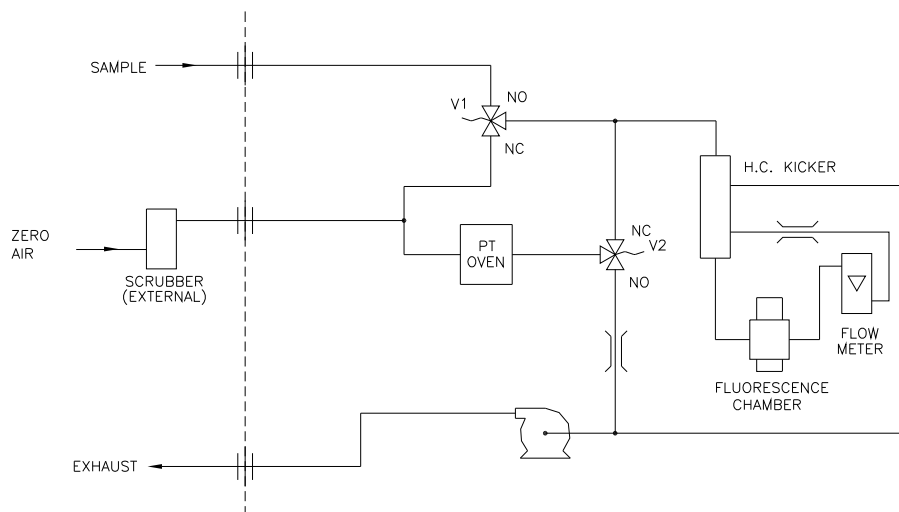 SAMPLE
V1
NO
NC
H.C. KICKER
ZERO
AIR
SCRUBBER
(EXTERNAL)
PT
OVEN
NC
V2
NO
FLOW
METER
FLUORESCENCE
CHAMBER
EXHAUST